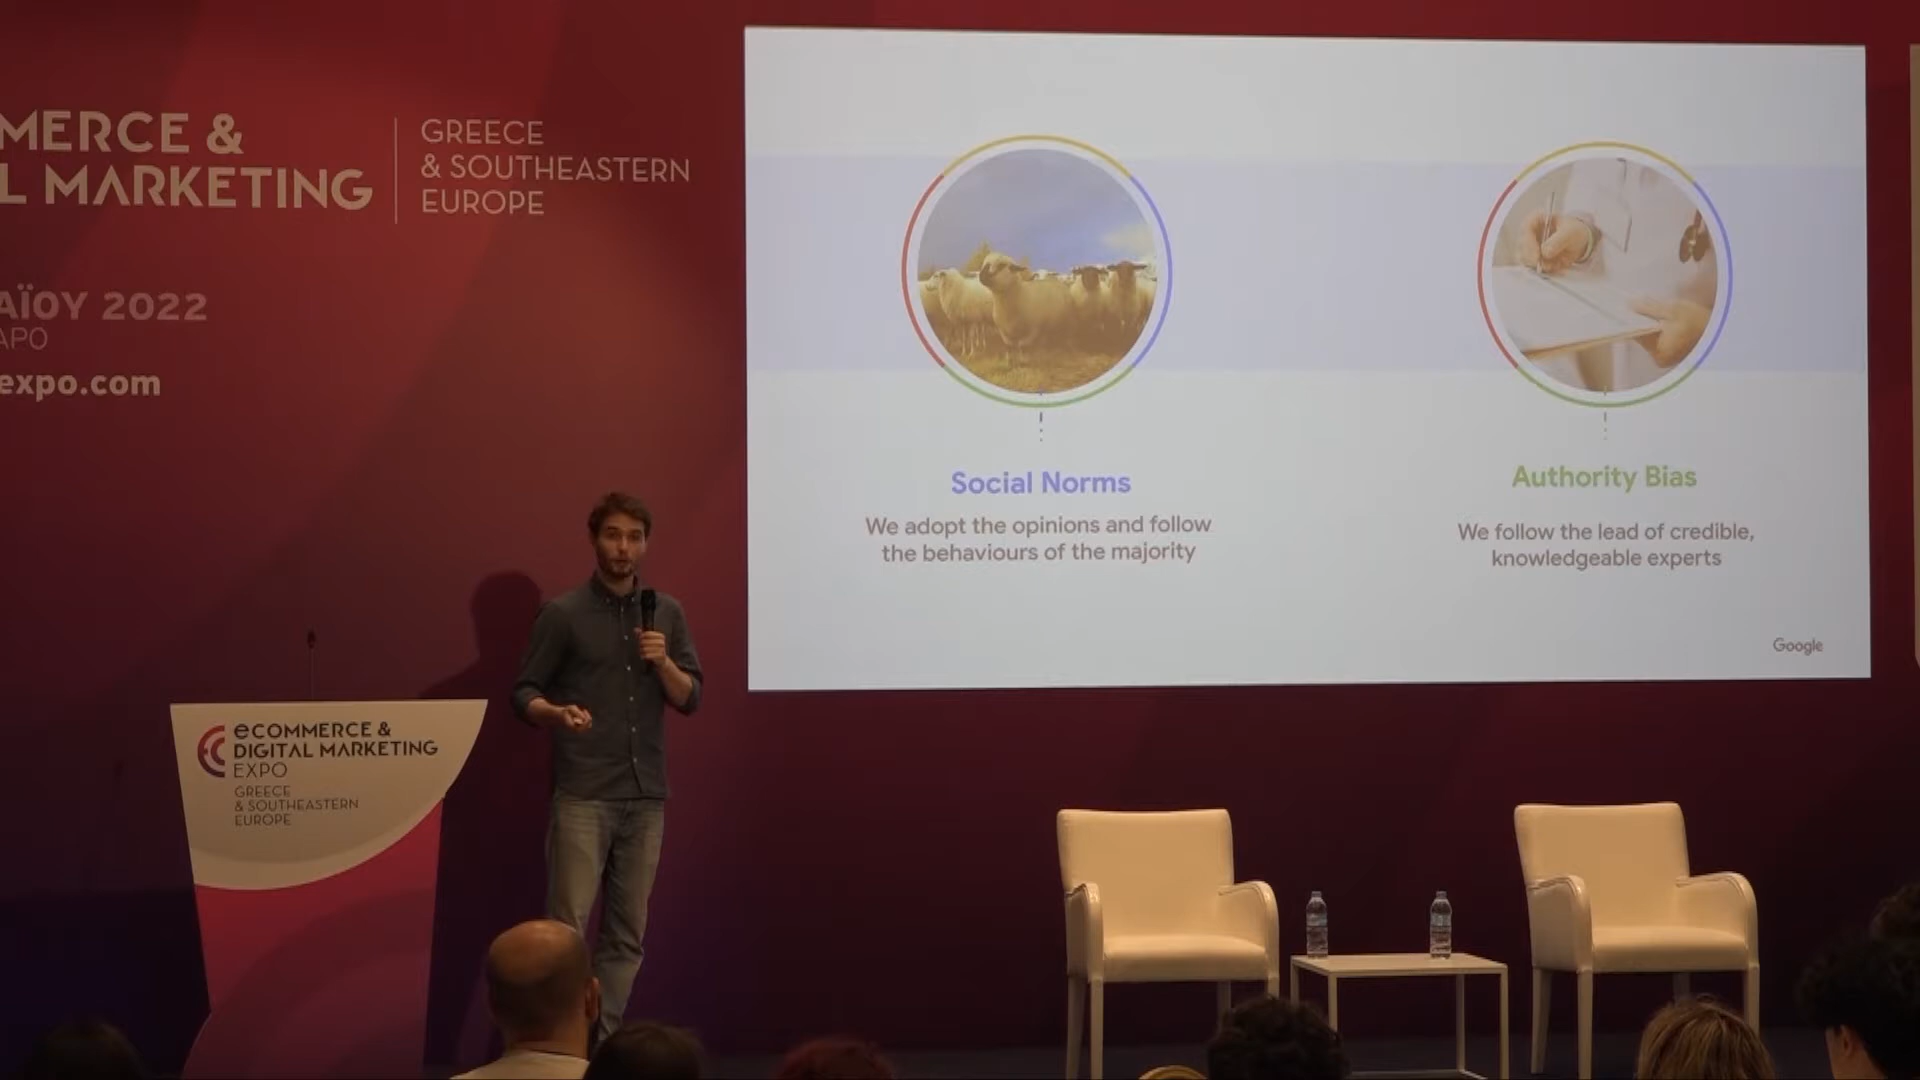 MERCE &
L MARKETING
GREECE
& SOUTHEASTERN
EUROPE
ΑΪΟΥ 2022
ΑΡΟ
expo.com
Social Norms
We adopt the opinions and follow
the behaviours of the majority
Authority Bias
We follow the lead of credible,
knowledgeable experts
Google
eCOMMERCE &
DIGITAL MARKETING
EXPO
GREECE
& SOUTHEASTERN
EUROPE